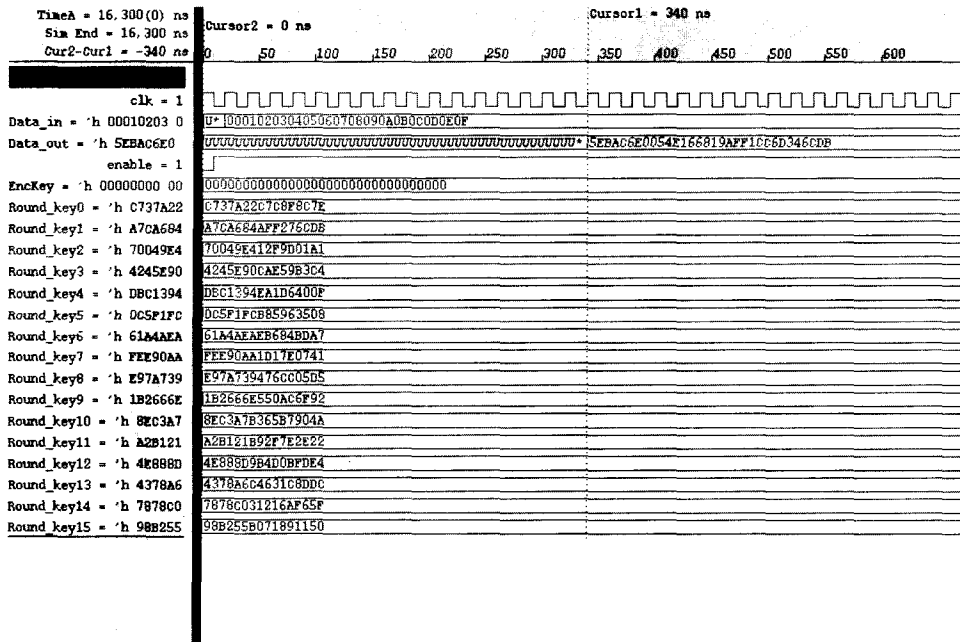 TimeA = 16,300(0) ns
Sim End = 16,300 ns
Cur2-Cur1 = -340 ns
Cursor2 = 0 ns
Cursor1 = 340 ns
0 50 100 150 200 250 300 350 400 450 500 550 600
clk = 1
Data_in = 'h 00010203 0 U* 000102030405060708090A0B0C0D0E0F
Data_out = 'h 5EBAC6E0 UUUUUUUUUUUUUUUUUUUUUUUUUUUUUUUUUUUUUUUUUUUUUUUUUUUUUUU* 5EBAC6E0054E166819AFF1CC6D346CDB
enable = 1
EncKey = 'h 00000000 00 00000000000000000000000000000000
Round_key0 = 'h C737A22 C737A22C7C8F8C7E
Round_key1 = 'h A7CA684 A7CA684AFF276CDB
Round_key2 = 'h 70049E4 70049E412F9D01A1
Round_key3 = 'h 4245E90 4245E90CAE59B3C4
Round_key4 = 'h DBC1394 DBC1394EA1D6400F
Round_key5 = 'h 0C5F1FC 0C5F1FCB85963508
Round_key6 = 'h 61A4AEA 61A4AEAEB684BDA7
Round_key7 = 'h FEE90AA FEE90AA1D17E0741
Round_key8 = 'h E97A739 E97A739476CC05D5
Round_key9 = 'h 1B2666E 1B2666E550AC6F92
Round_key10 = 'h 8EC3A7 8EC3A7B365B7904A
Round_key11 = 'h A2B121 A2B121B92F7E2E22
Round_key12 = 'h 4E888D 4E888D9B4D0BFDE4
Round_key13 = 'h 4378A6 4378A6C4631C8DDC
Round_key14 = 'h 7878C0 7878C031216AF65F
Round_key15 = 'h 98B255 98B255B071891150